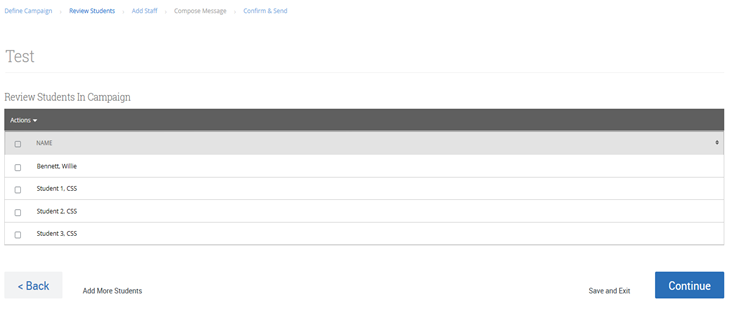 Define Campaign Review Students Add Staff Compose Message Confirm & Send
Test
Review Students In Campaign
Actions
NAME
Bennett, Willie
Student 1, CSS
Student 2, CSS
Student 3, CSS
< Back Add More Students Save and Exit Continue